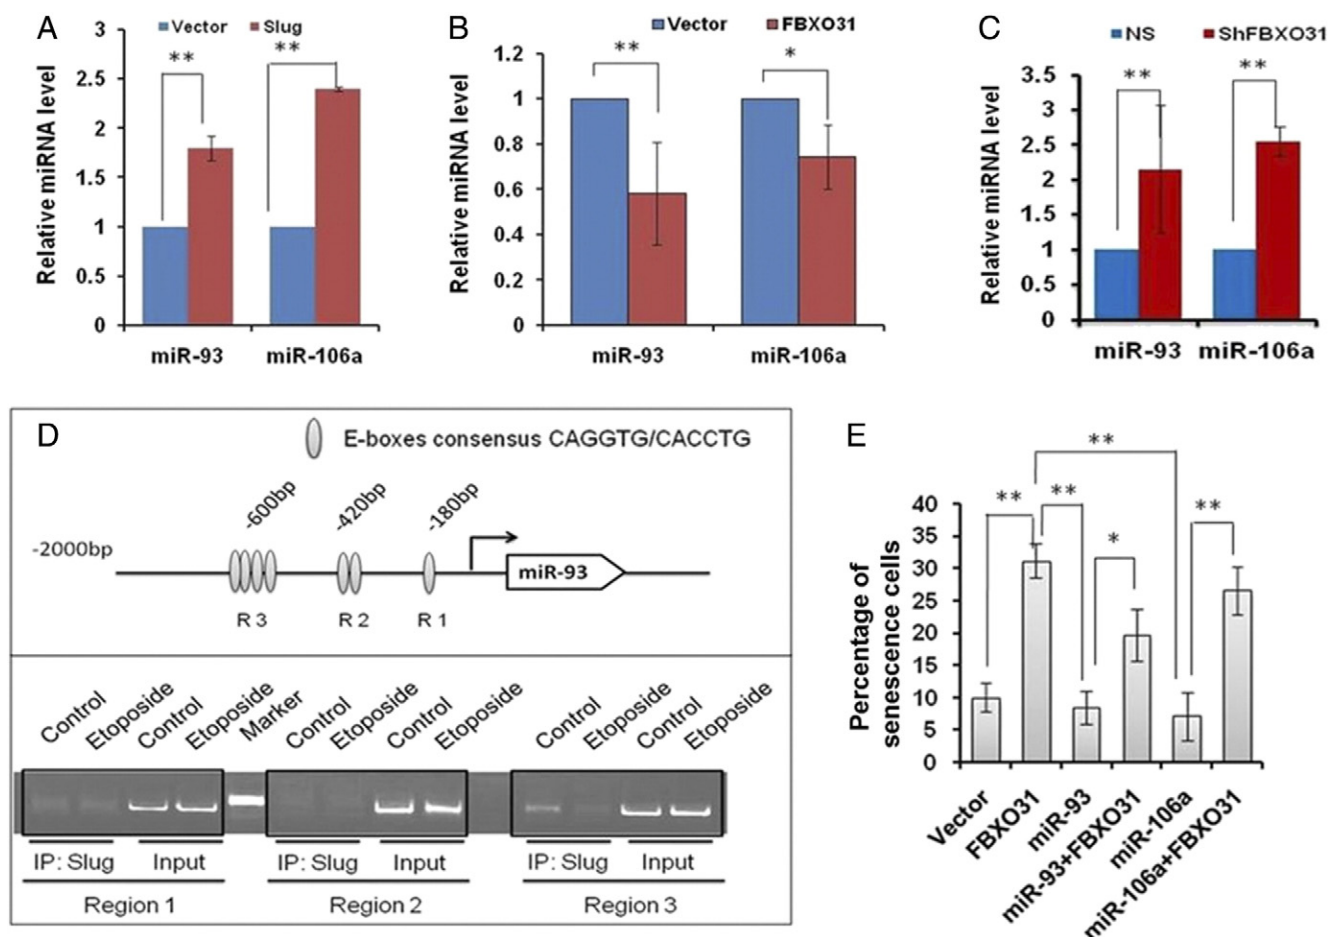 A
Vector Slug
Relative miRNA level
3
2.5
2
1.5
1
0.5
0
** **
miR-93 miR-106a
B
Vector FBXO31
Relative miRNA level
1.2
1
0.8
0.6
0.4
0.2
0
** *
miR-93 miR-106a
C
NS ShFBXO31
Relative miRNA level
3.5
3
2.5
2
1.5
1
0.5
0
** **
miR-93 miR-106a
D
E-boxes consensus CAGGTG/CACCTG
-600bp -420bp -180bp
-2000bp
miR-93
R 3 R 2 R 1
Control Etoposide Control Etoposide Marker Control Etoposide Control Etoposide Control Etoposide Control Etoposide
IP: Slug Input IP: Slug Input IP: Slug Input
Region 1 Region 2 Region 3
E
Percentage of
senescence cells
40
35
30
25
20
15
10
5
0
**
** ** * **
Vector FBXO31 miR-93 miR-93+FBXO31 miR-106a miR-106a+FBXO31